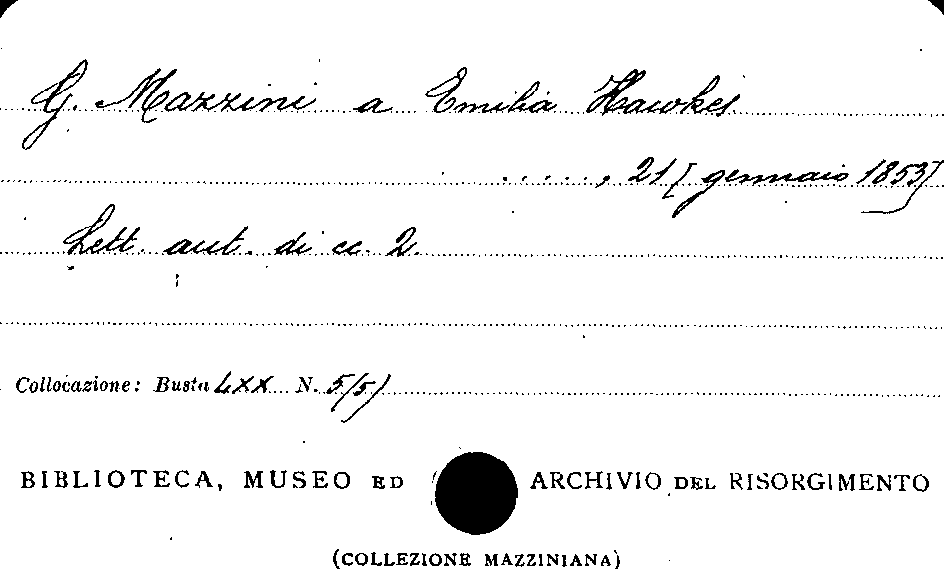 G. Mazzini a Emilia Hawkes
....., 21 [gennaio 1853]
Lett. aut. di cc. 2.
Collocazione: Busta LXX N. 5/5)
BIBLIOTECA, MUSEO ED ARCHIVIO DEL RISORGIMENTO
(COLLEZIONE MAZZINIANA)